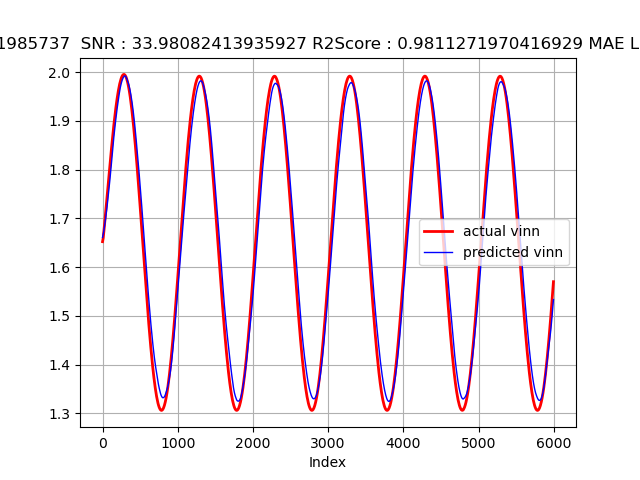 1985737 SNR : 33.98082413935927 R2Score : 0.9811271970416929 MAE L
2.0
1.9
1.8
1.7
1.6
1.5
1.4
1.3
actual vinn
predicted vinn
0 1000 2000 3000 4000 5000 6000
Index